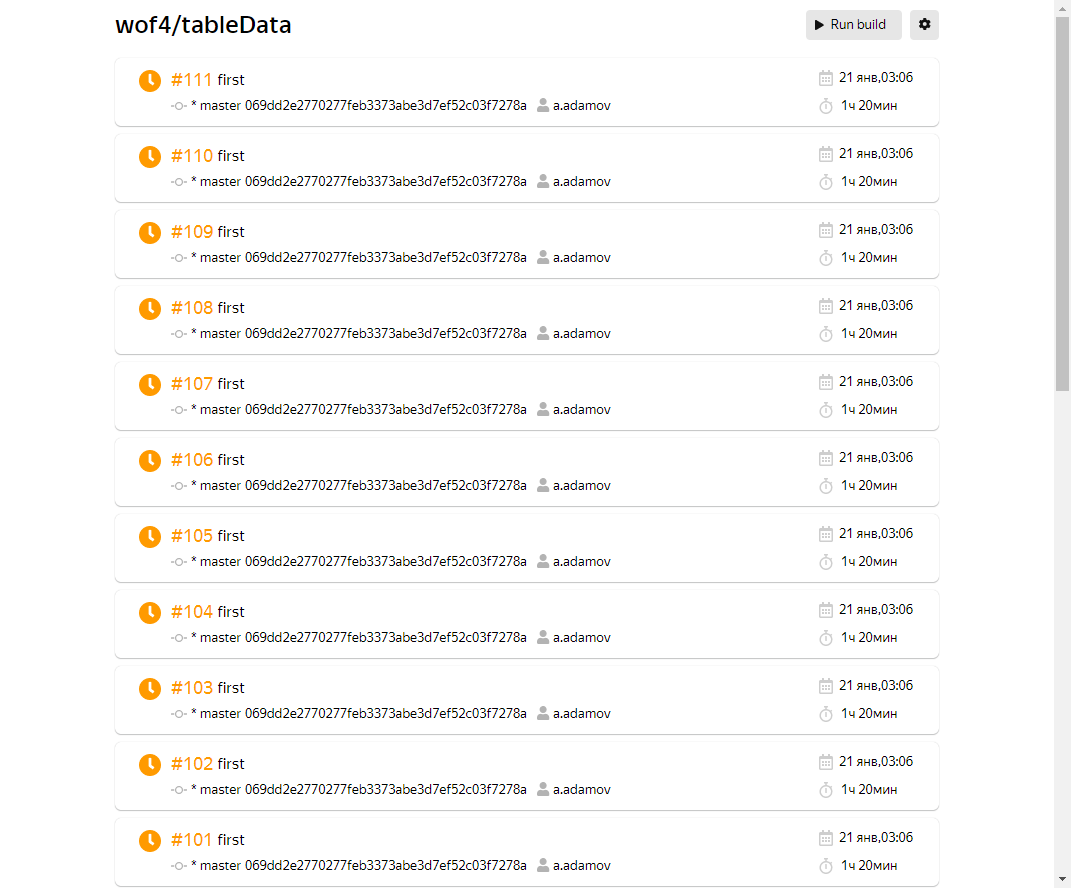 wof4/tableData
Run build
#111 first
21 янв,03:06
* master 069dd2e2770277feb3373abe3d7ef52c03f7278a a.adamov
1ч 20мин
#110 first
21 янв,03:06
* master 069dd2e2770277feb3373abe3d7ef52c03f7278a a.adamov
1ч 20мин
#109 first
21 янв,03:06
* master 069dd2e2770277feb3373abe3d7ef52c03f7278a a.adamov
1ч 20мин
#108 first
21 янв,03:06
* master 069dd2e2770277feb3373abe3d7ef52c03f7278a a.adamov
1ч 20мин
#107 first
21 янв,03:06
* master 069dd2e2770277feb3373abe3d7ef52c03f7278a a.adamov
1ч 20мин
#106 first
21 янв,03:06
* master 069dd2e2770277feb3373abe3d7ef52c03f7278a a.adamov
1ч 20мин
#105 first
21 янв,03:06
* master 069dd2e2770277feb3373abe3d7ef52c03f7278a a.adamov
1ч 20мин
#104 first
21 янв,03:06
* master 069dd2e2770277feb3373abe3d7ef52c03f7278a a.adamov
1ч 20мин
#103 first
21 янв,03:06
* master 069dd2e2770277feb3373abe3d7ef52c03f7278a a.adamov
1ч 20мин
#102 first
21 янв,03:06
* master 069dd2e2770277feb3373abe3d7ef52c03f7278a a.adamov
1ч 20мин
#101 first
21 янв,03:06
* master 069dd2e2770277feb3373abe3d7ef52c03f7278a a.adamov
1ч 20мин